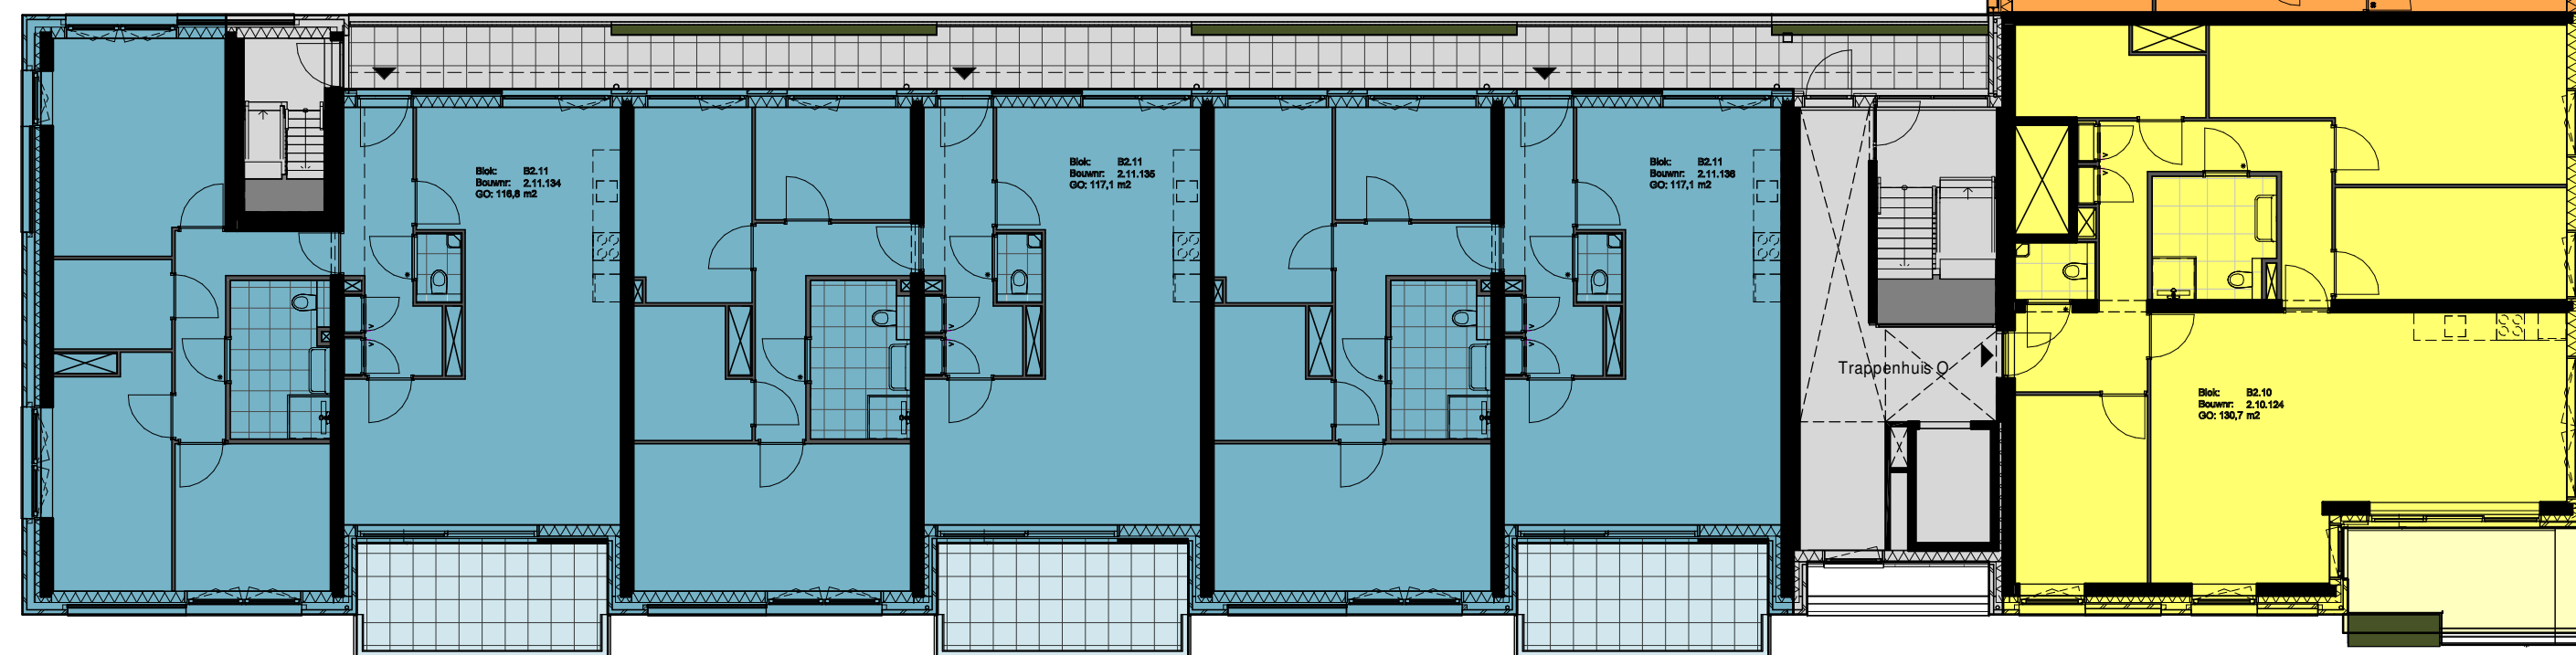 Blok: B2.11
Bouwnr: 2.11.134
GO: 116,8 m2
Blok: B2.11
Bouwnr: 2.11.135
GO: 117,1 m2
Blok: B2.11
Bouwnr: 2.11.136
GO: 117,1 m2
Trappenhuis O
Blok: B2.10
Bouwnr: 2.10.124
GO: 130,7 m2